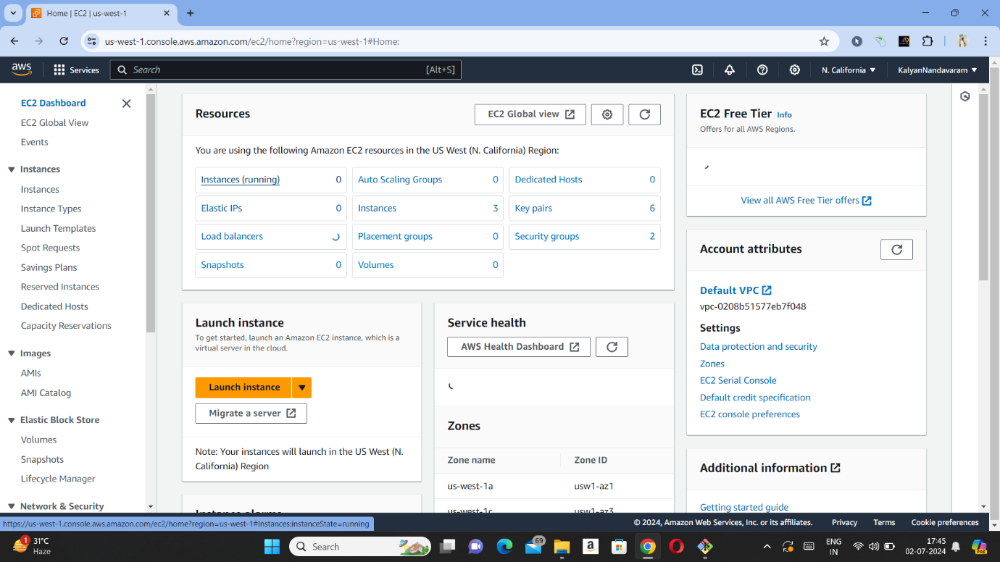 Home | EC2 | us-west-1
us-west-1.console.aws.amazon.com/ec2/home?region=us-west-1#Home:
aws
Services
Search
[Alt+S]
N. California
KalyanNandavaram
EC2 Dashboard
EC2 Global View
Events
Instances
Instances
Instance Types
Launch Templates
Spot Requests
Savings Plans
Reserved Instances
Dedicated Hosts
Capacity Reservations
Images
AMIs
AMI Catalog
Elastic Block Store
Volumes
Snapshots
Lifecycle Manager
Network & Security
Resources
EC2 Global view
You are using the following Amazon EC2 resources in the US West (N. California) Region:
Instances (running) 0
Auto Scaling Groups 0
Dedicated Hosts 0
Elastic IPs 0
Instances 3
Key pairs 6
Load balancers
Placement groups 0
Security groups 2
Snapshots 0
Volumes 0
Launch instance
To get started, launch an Amazon EC2 instance, which is a
virtual server in the cloud.
Launch instance
Migrate a server
Note: Your instances will launch in the US West (N.
California) Region
Instance alarms
Service health
AWS Health Dashboard
Zones
Zone name Zone ID
us-west-1a usw1-az1
us-west-1c usw1-az3
EC2 Free Tier Info
Offers for all AWS Regions.
View all AWS Free Tier offers
Account attributes
Default VPC
vpc-0208b51577eb7f048
Settings
Data protection and security
Zones
EC2 Serial Console
Default credit specification
EC2 console preferences
Additional information
Getting started guide
https://us-west-1.console.aws.amazon.com/ec2/home?region=us-west-1#Instances:instanceState=running
© 2024, Amazon Web Services, Inc. or its affiliates.
Privacy
Terms
Cookie preferences
1
31°C
Haze
Search
69
a
ENG
IN
17:45
02-07-2024
PRE